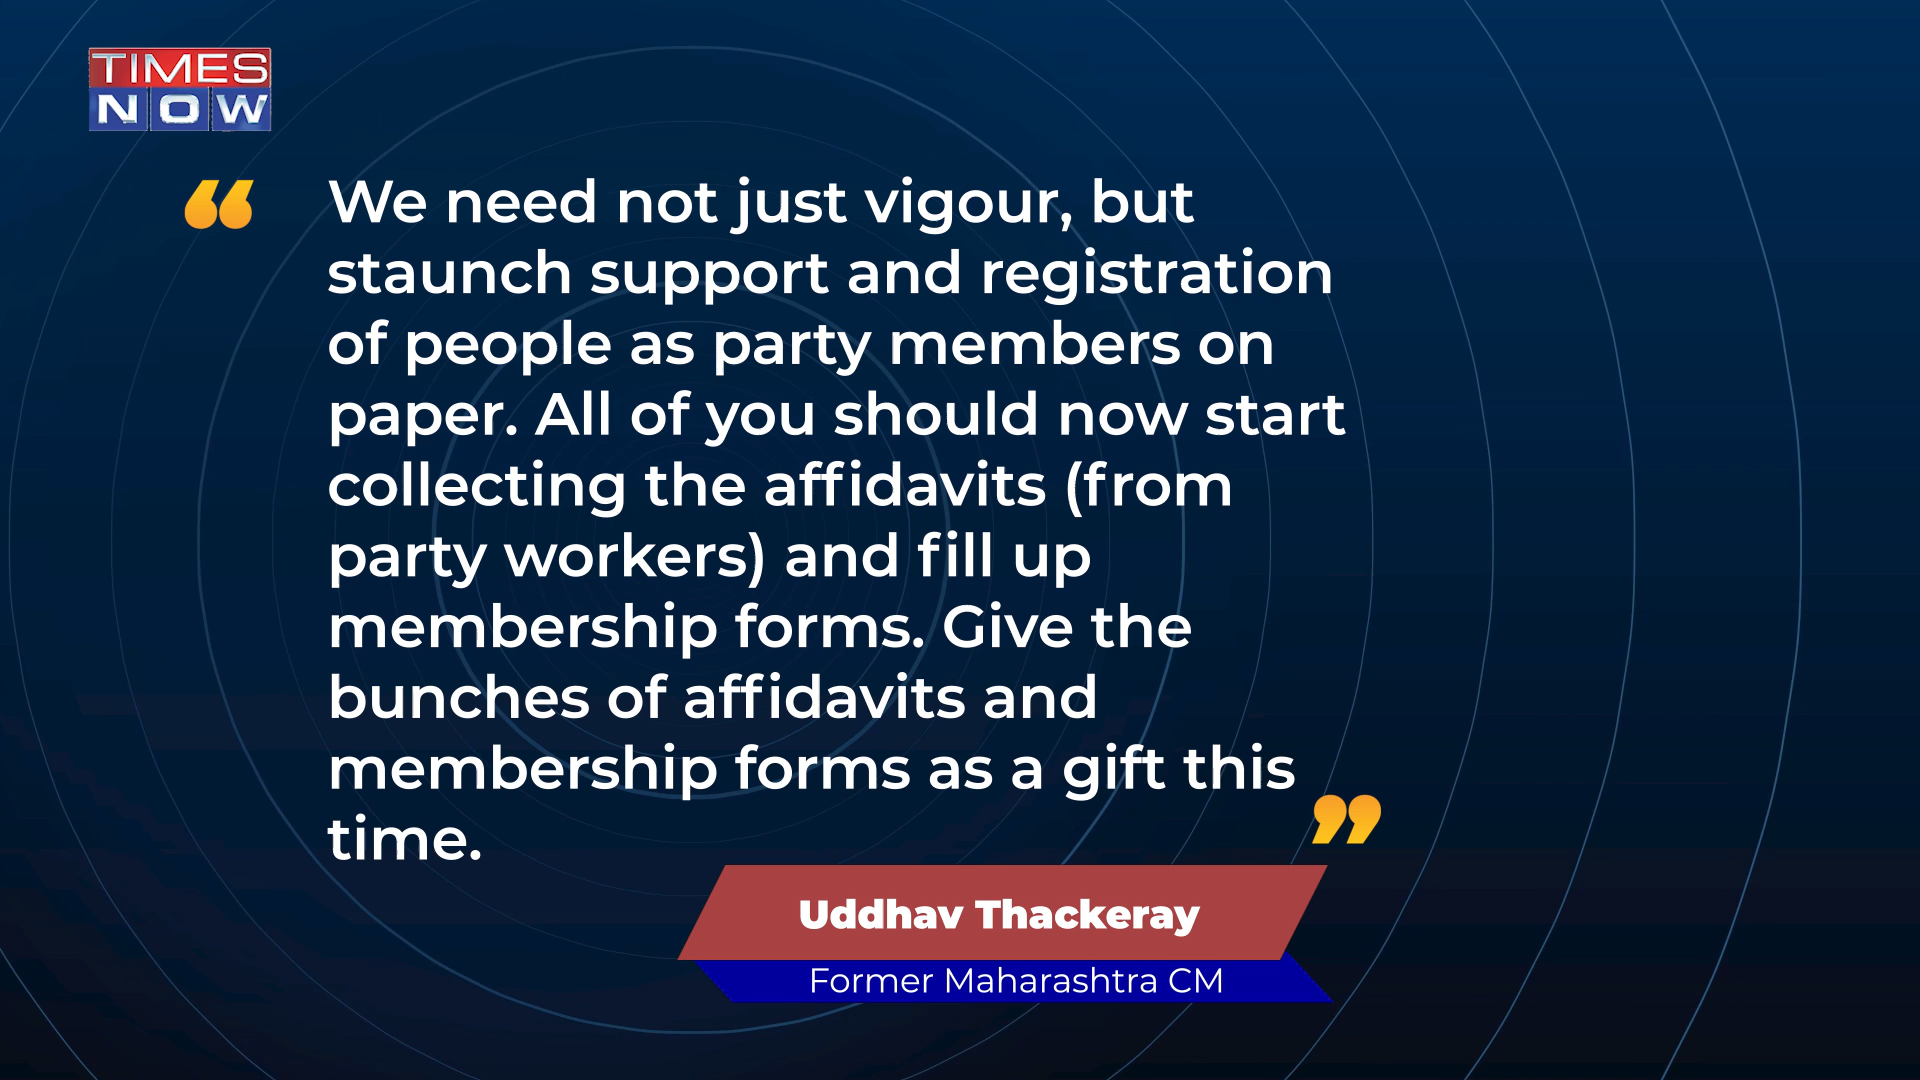 TIMES
NOW
“
We need not just vigour, but
staunch support and registration
of people as party members on
paper. All of you should now start
collecting the affidavits (from
party workers) and fill up
membership forms. Give the
bunches of affidavits and
membership forms as a gift this
time.
”
Uddhav Thackeray
Former Maharashtra CM